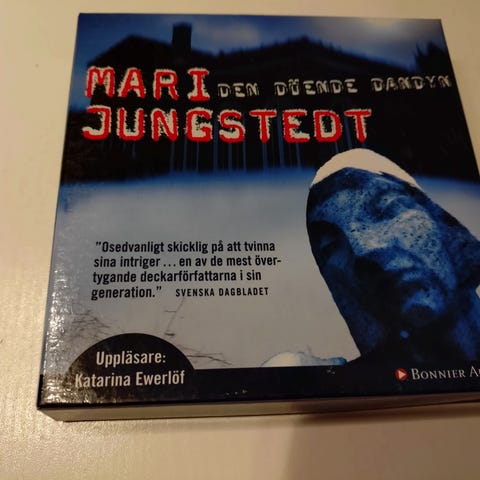 MARI DEN DÖENDE DANDYN
JUNGSTEDT
"Osedvanligt skicklig på att tvinna
sina intriger ... en av de mest över-
tygande deckarförfattarna i sin
generation." SVENSKA DAGBLADET
Uppläsare:
Katarina Ewerlöf
BONNIER